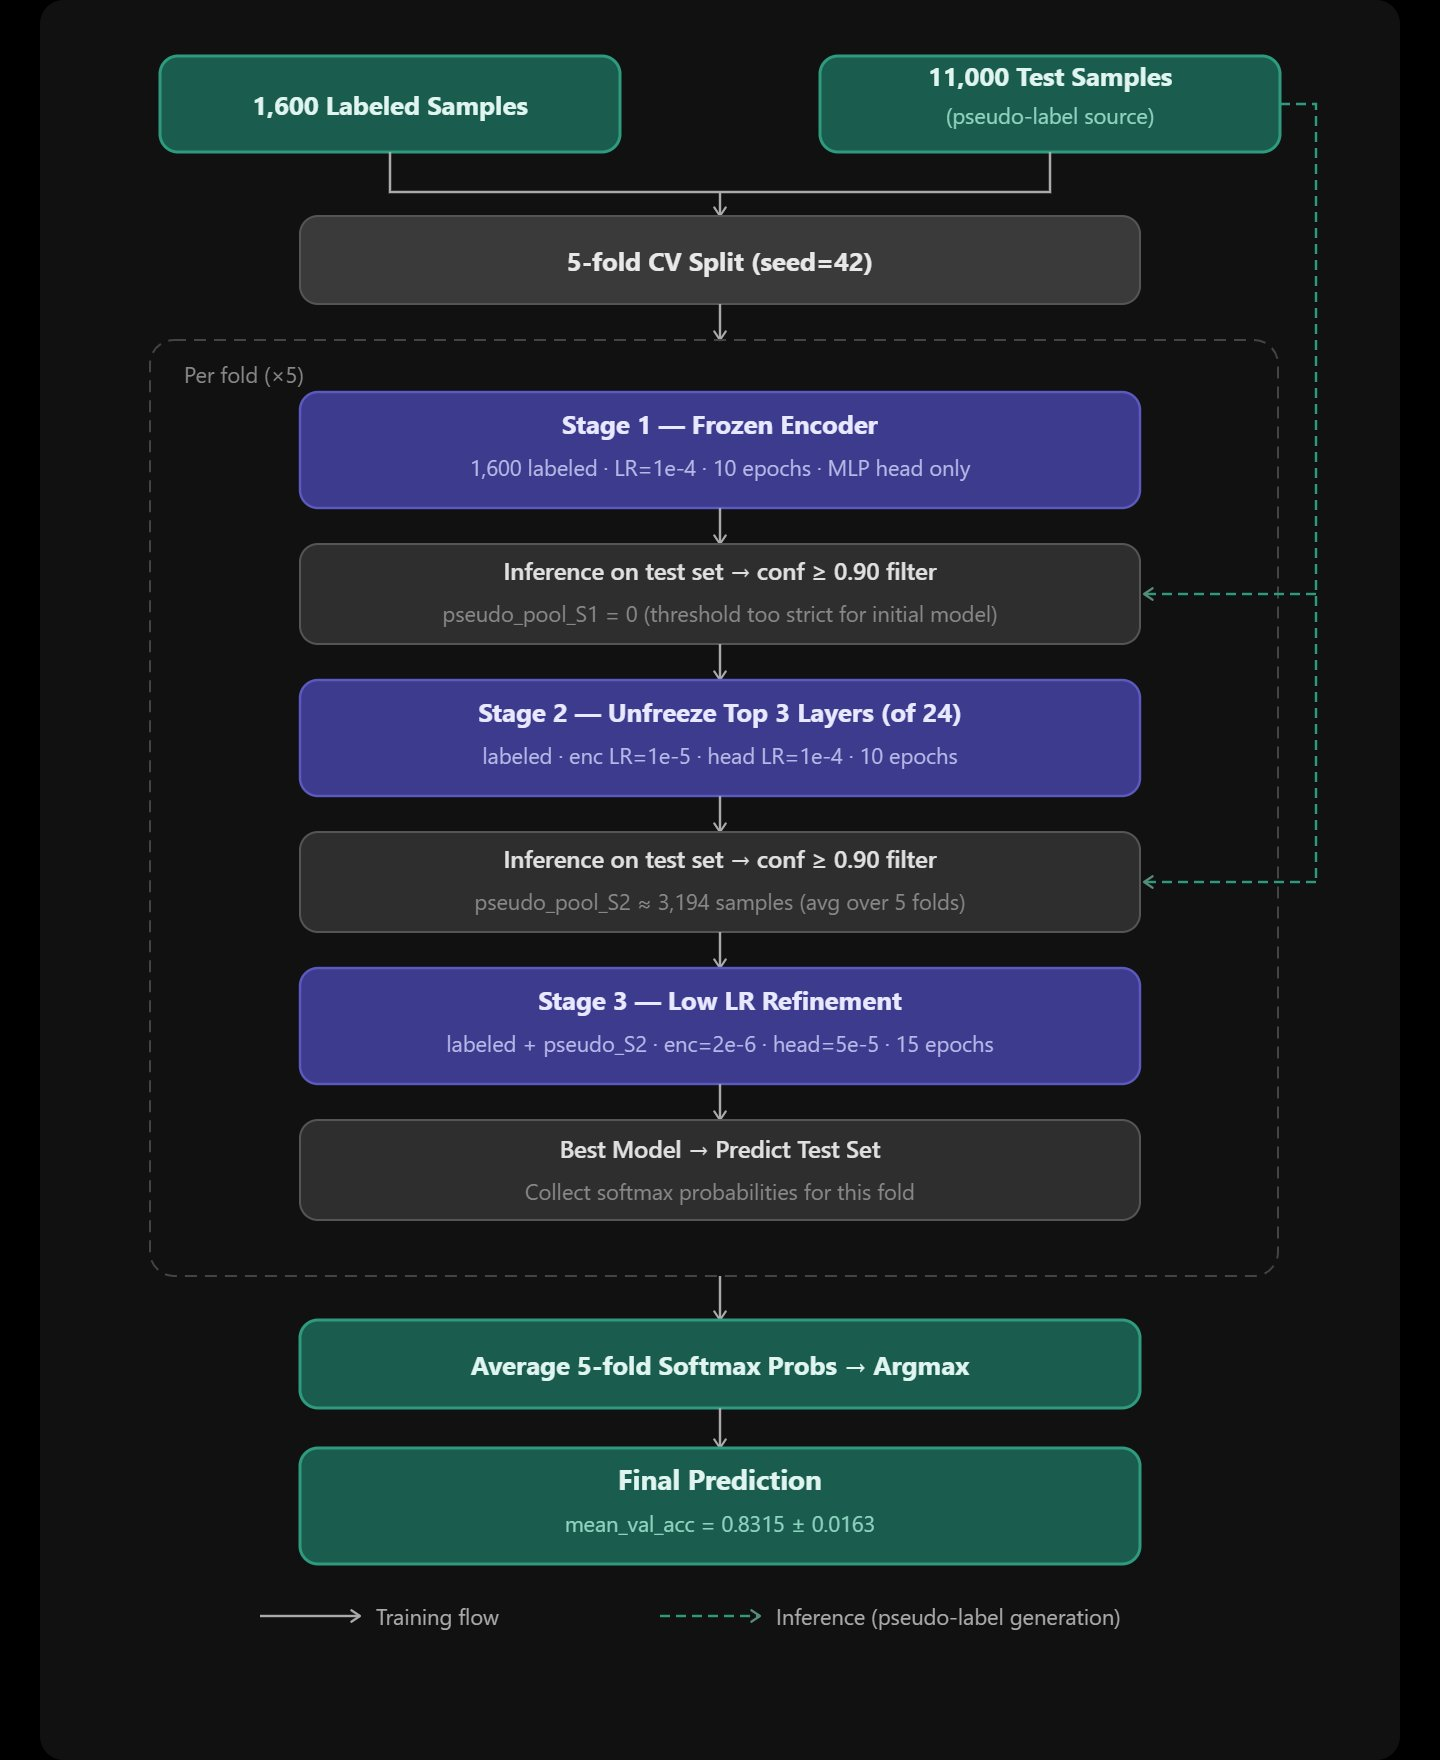 1,600 Labeled Samples
11,000 Test Samples
(pseudo-label source)
5-fold CV Split (seed=42)
Per fold (×5)
Stage 1 — Frozen Encoder
1,600 labeled · LR=1e-4 · 10 epochs · MLP head only
Inference on test set → conf ≥ 0.90 filter
pseudo_pool_S1 = 0 (threshold too strict for initial model)
Stage 2 — Unfreeze Top 3 Layers (of 24)
labeled · enc LR=1e-5 · head LR=1e-4 · 10 epochs
Inference on test set → conf ≥ 0.90 filter
pseudo_pool_S2 ≈ 3,194 samples (avg over 5 folds)
Stage 3 — Low LR Refinement
labeled + pseudo_S2 · enc=2e-6 · head=5e-5 · 15 epochs
Best Model → Predict Test Set
Collect softmax probabilities for this fold
Average 5-fold Softmax Probs → Argmax
Final Prediction
mean_val_acc = 0.8315 ± 0.0163
Training flow
Inference (pseudo-label generation)